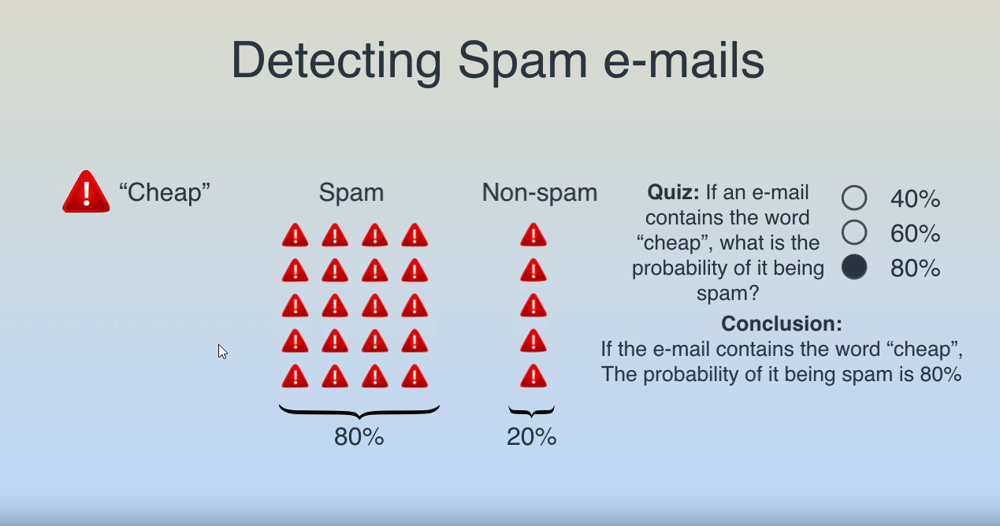 Detecting Spam e-mails
“Cheap”
Spam
Non-spam
Quiz: If an e-mail
contains the word
“cheap”, what is the
probability of it being
spam?
40%
60%
80%
Conclusion:
If the e-mail contains the word “cheap”,
The probability of it being spam is 80%
80%
20%